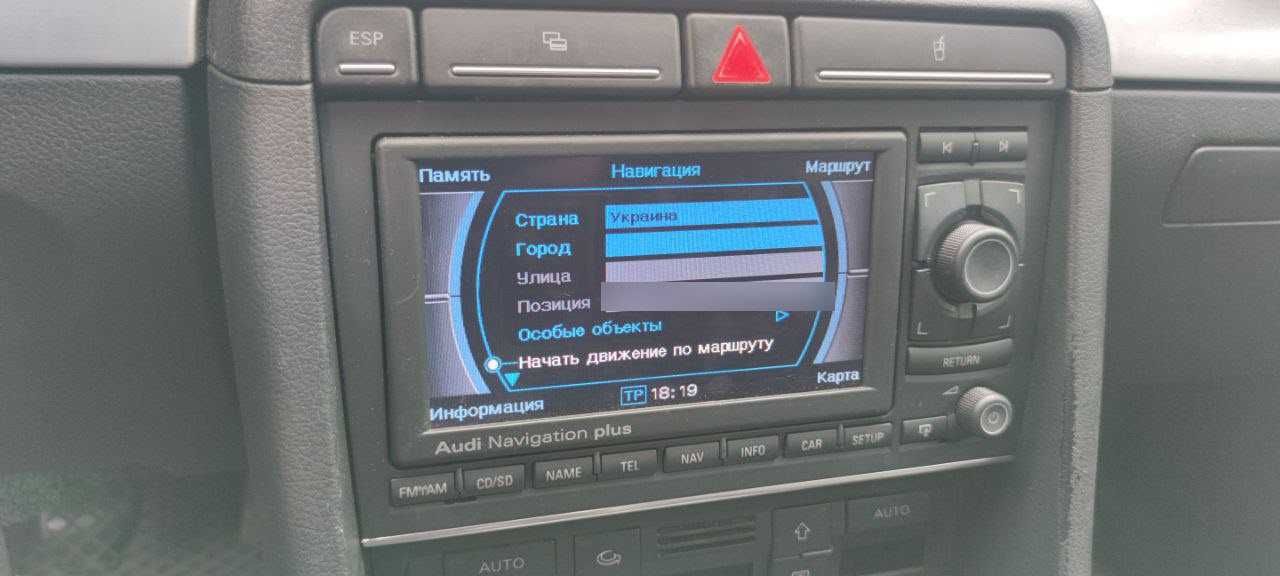 ESP
Память Навигация Маршрут
Страна Украина
Город
Улица
Позиция
Особые объекты
Начать движение по маршруту
Информация TP 18:19 Карта
RETURN
Audi Navigation plus
FM/AM CD/SD NAME TEL NAV INFO CAR SETUP
AUTO AUTO